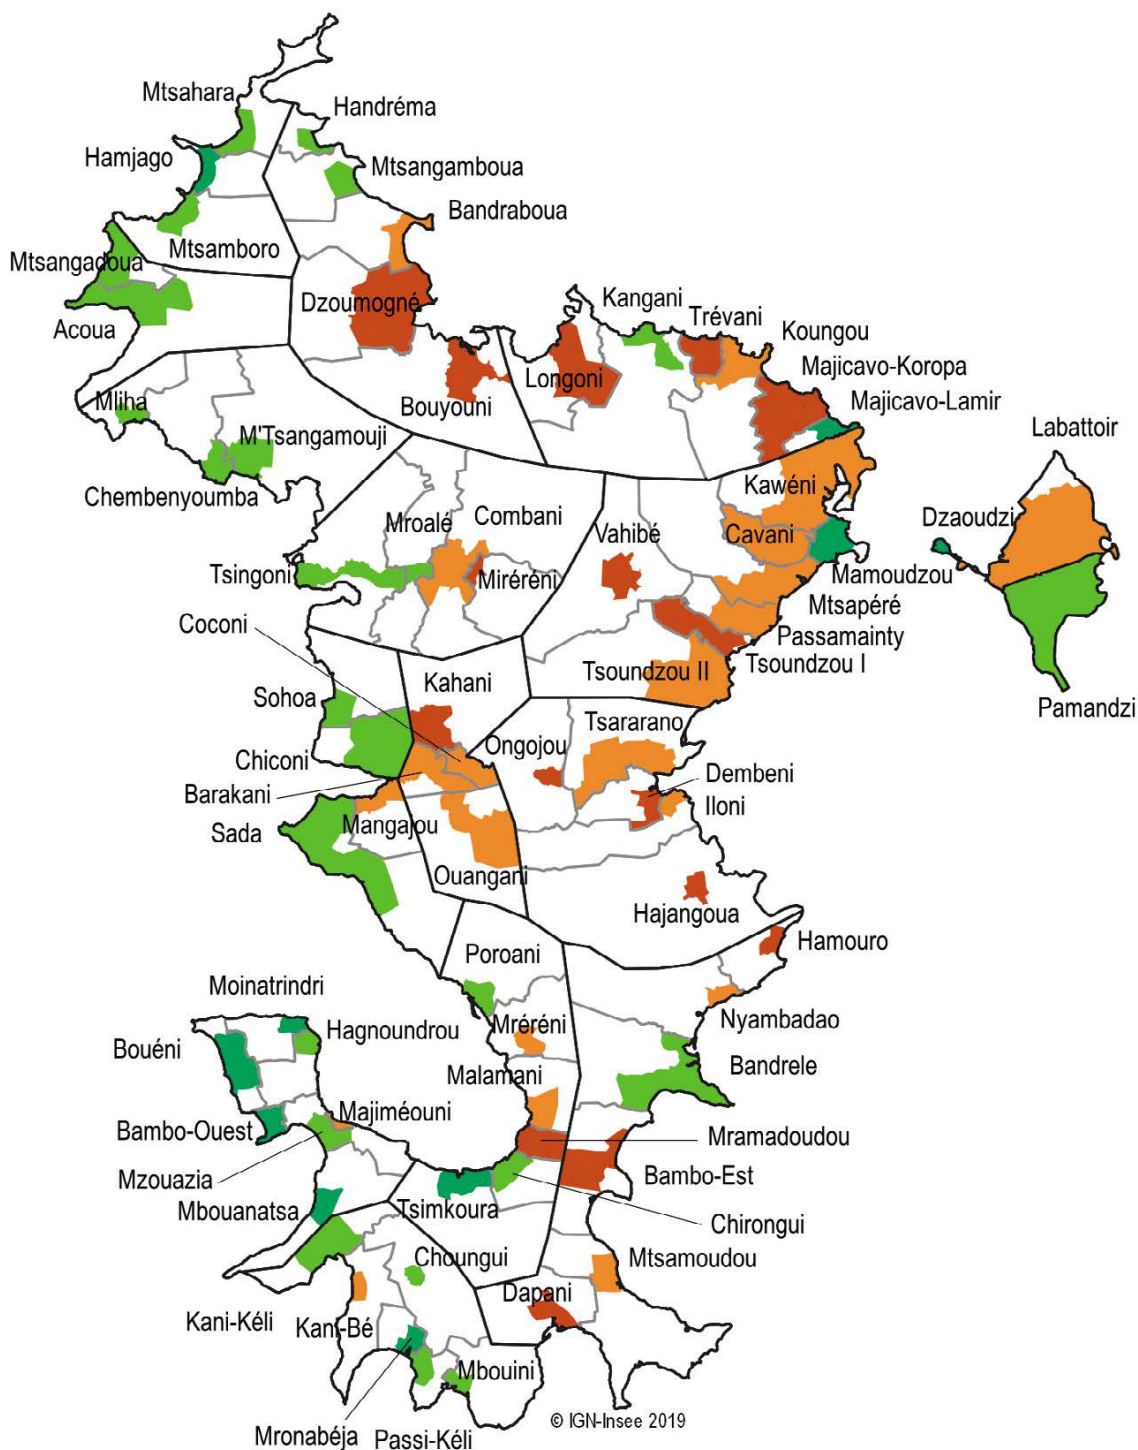 Mtsahara
Handréma
Hamjago
Mtsangamboua
Bandraboua
Mtsamboro
Mtsangadoua
Dzoumogné
Acoua
Kangani
Trévani
Koungou
Majicavo-Koropa
Longoni
Majicavo-Lamir
Mliha
Bouyouni
M'Tsangamouji
Labattoir
Chembenyoumba
Kawéni
Combani
Mroalé
Vahibé
Cavani
Dzaoudzi
Tsingoni
Miréréni
Mamoudzou
Mtsapéré
Coconi
Passamainty
Tsoundzou I
Tsoundzou II
Kahani
Sohoa
Pamandzi
Tsararano
Ongojou
Chiconi
Dembeni
Barakani
Iloni
Sada
Mangajou
Ouangani
Hajangoua
Hamouro
Poroani
Moinatrindri
Nyambadao
Hagnoundrou
Mréréni
Bouéni
Bandrele
Malamani
Majiméouni
Bambo-Ouest
Mramadoudou
Mzouazia
Bambo-Est
Mbouanatsa
Tsimkoura
Chirongui
Choungui
Mtsamoudou
Dapani
Kani-Kéli
Kani-Bé
Mbouini
© IGN-Insee 2019
Mronabéja
Passi-Kéli